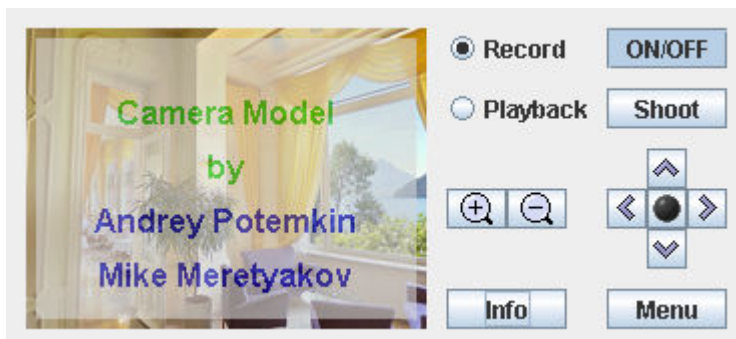 Camera Model
by
Andrey Potemkin
Mike Meretyakov
Record
ON/OFF
Playback
Shoot
Info
Menu